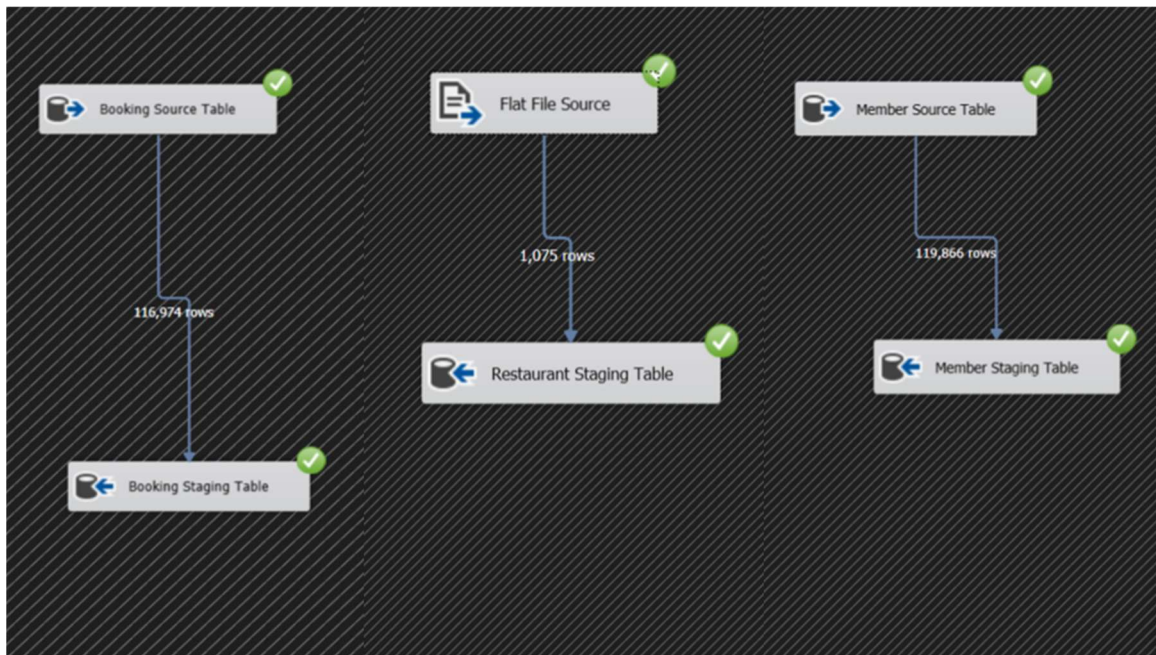 Booking Source Table
116,974 rows
Booking Staging Table
Flat File Source
1,075 rows
Restaurant Staging Table
Member Source Table
119,866 rows
Member Staging Table